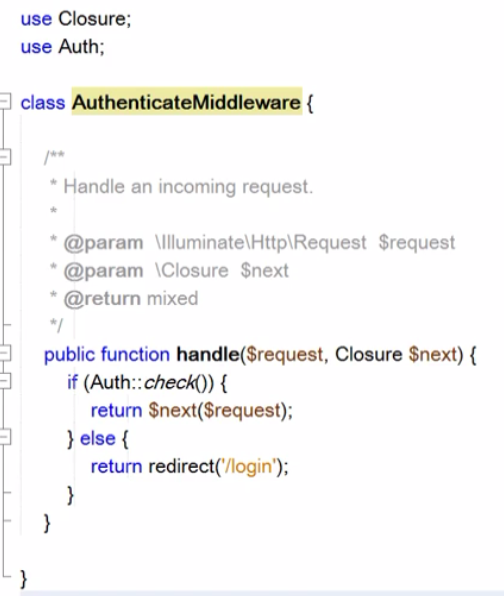 use Closure;
use Auth;
class AuthenticateMiddleware {
/**
* Handle an incoming request.
*
* @param \Illuminate\Http\Request $request
* @param \Closure $next
* @return mixed
*/
public function handle($request, Closure $next) {
if (Auth::check()) {
return $next($request);
} else {
return redirect('/login');
}
}
}